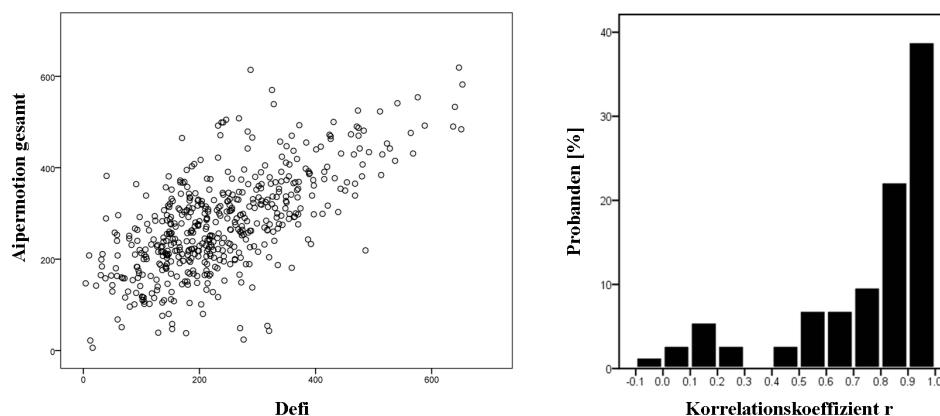 Aipermotion gesamt
600
400
200
0
0 200 400 600
Defi
Probanden [%]
40
30
20
10
0
-0.1 0.0 0.1 0.2 0.3 0.4 0.5 0.6 0.7 0.8 0.9 1.0
Korrelationskoeffizient r